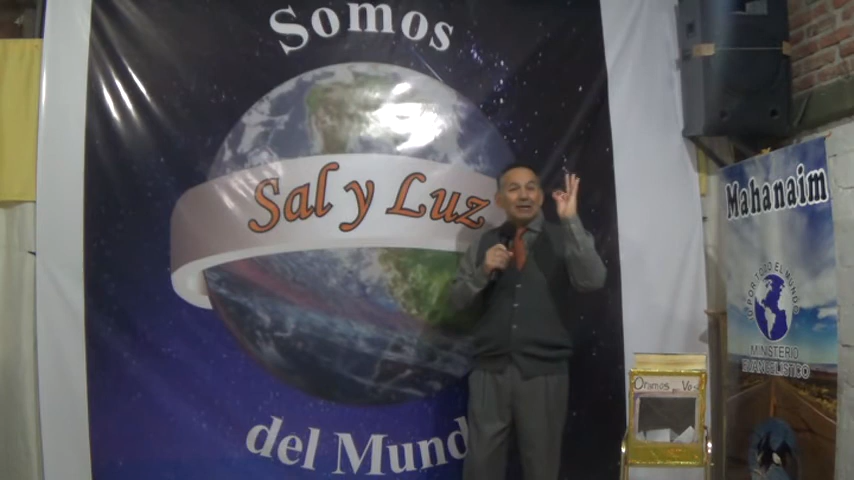 Somos
Sal y Luz
del Mund
Mahanaim
POR TODO EL MUNDO
MINISTERIO
EVANGELISTICO
Oramos